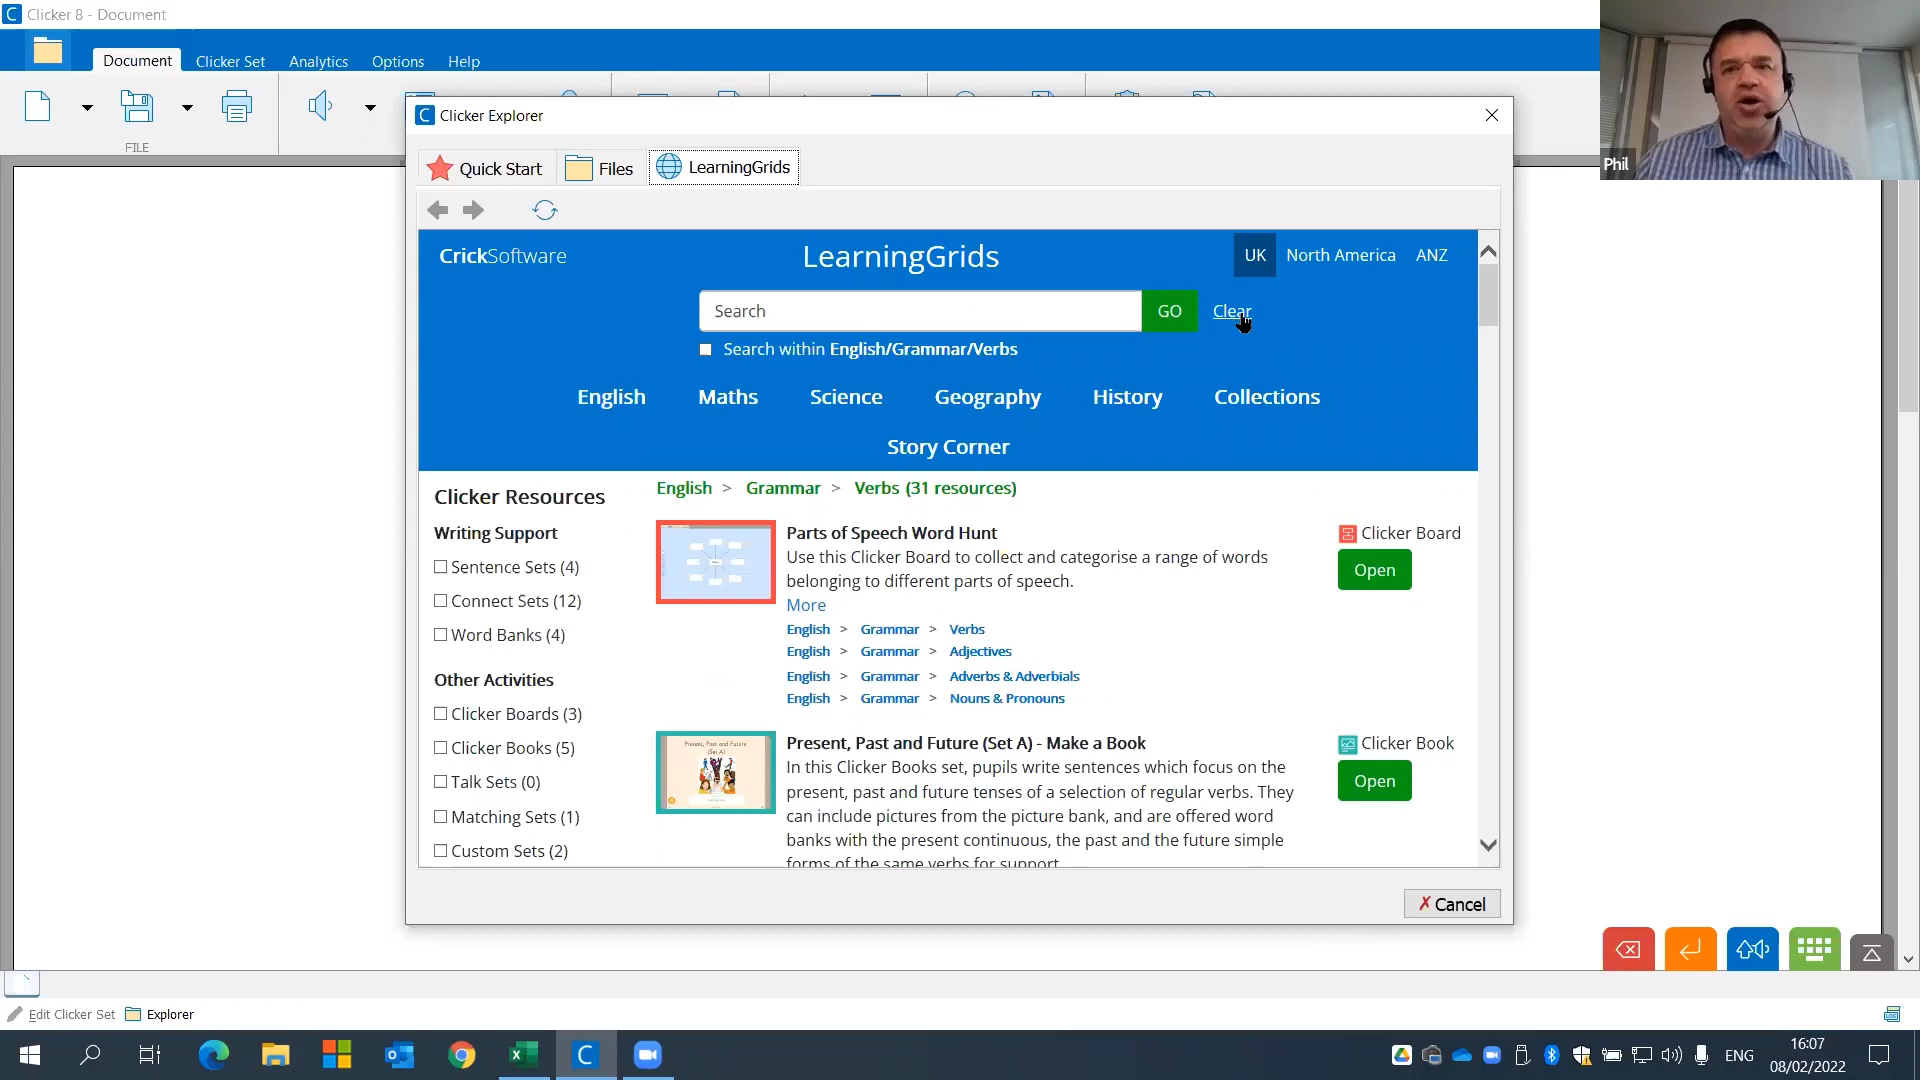 Clicker 8 - Document
Document
Clicker Set
Analytics
Options
Help
FILE
Phil
Clicker Explorer
Quick Start
Files
LearningGrids
CrickSoftware
LearningGrids
UK
North America
ANZ
Search
GO
Clear
Search within English/Grammar/Verbs
English
Maths
Science
Geography
History
Collections
Story Corner
Clicker Resources
Writing Support
Sentence Sets (4)
Connect Sets (12)
Word Banks (4)
Other Activities
Clicker Boards (3)
Clicker Books (5)
Talk Sets (0)
Matching Sets (1)
Custom Sets (2)
English > Grammar > Verbs (31 resources)
Parts of Speech Word Hunt
Use this Clicker Board to collect and categorise a range of words
belonging to different parts of speech.
More
English > Grammar > Verbs
English > Grammar > Adjectives
English > Grammar > Adverbs & Adverbials
English > Grammar > Nouns & Pronouns
Clicker Board
Open
Present, Past and Future
(Set A)
Present, Past and Future (Set A) - Make a Book
In this Clicker Books set, pupils write sentences which focus on the
present, past and future tenses of a selection of regular verbs. They
can include pictures from the picture bank, and are offered word
banks with the present continuous, the past and the future simple
forms of the same verbs for support.
Clicker Book
Open
Cancel
Edit Clicker Set
Explorer
ENG
16:07
08/02/2022